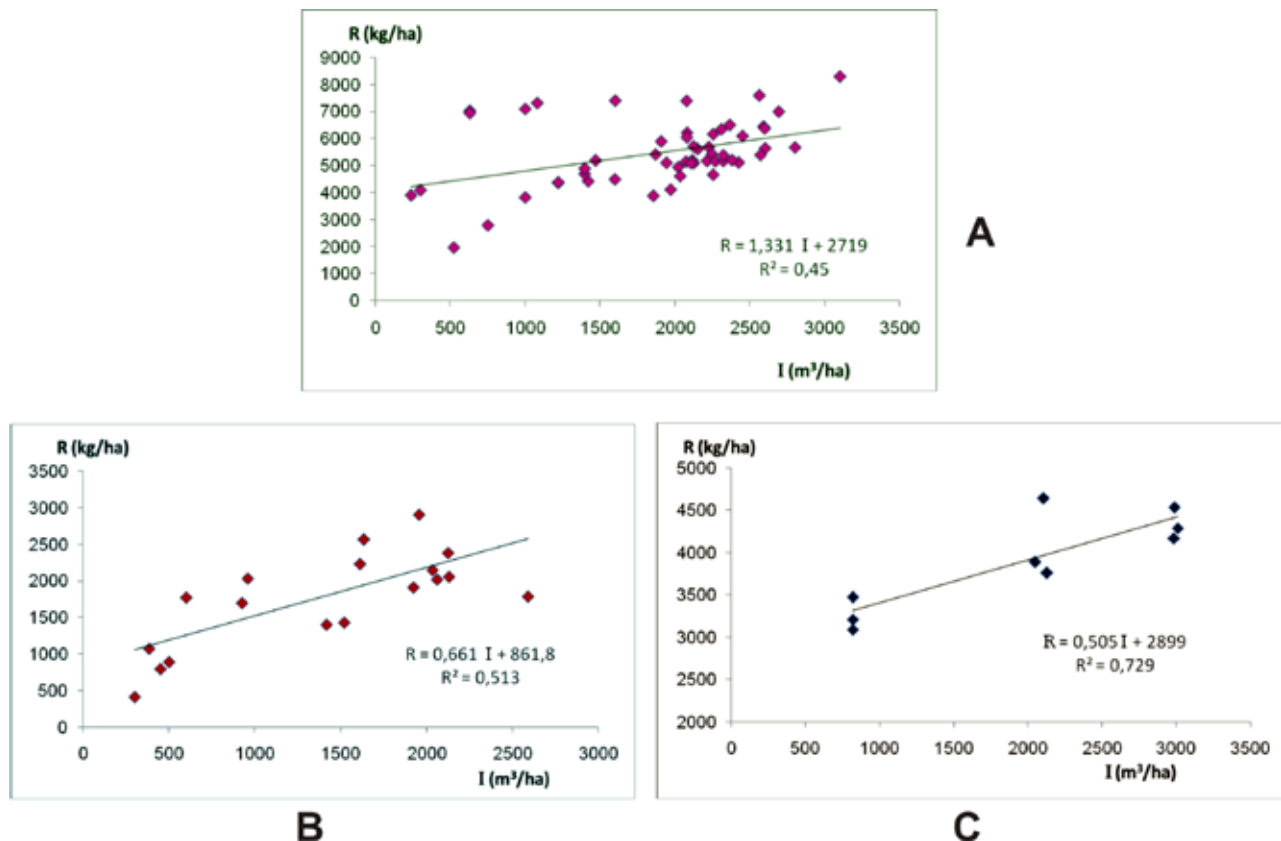 R (kg/ha)
9000
8000
7000
6000
5000
4000
3000
2000
1000
0
R = 1,331 I + 2719
R² = 0,45
0 500 1000 1500 2000 2500 3000 3500
I (m³/ha)
A
R (kg/ha)
3500
3000
2500
2000
1500
1000
500
0
R = 0,661 I + 861,8
R² = 0,513
0 500 1000 1500 2000 2500 3000
I (m³/ha)
B
R (kg/ha)
5000
4500
4000
3500
3000
2500
2000
R = 0,505 I + 2899
R² = 0,729
0 500 1000 1500 2000 2500 3000 3500
I (m³/ha)
C